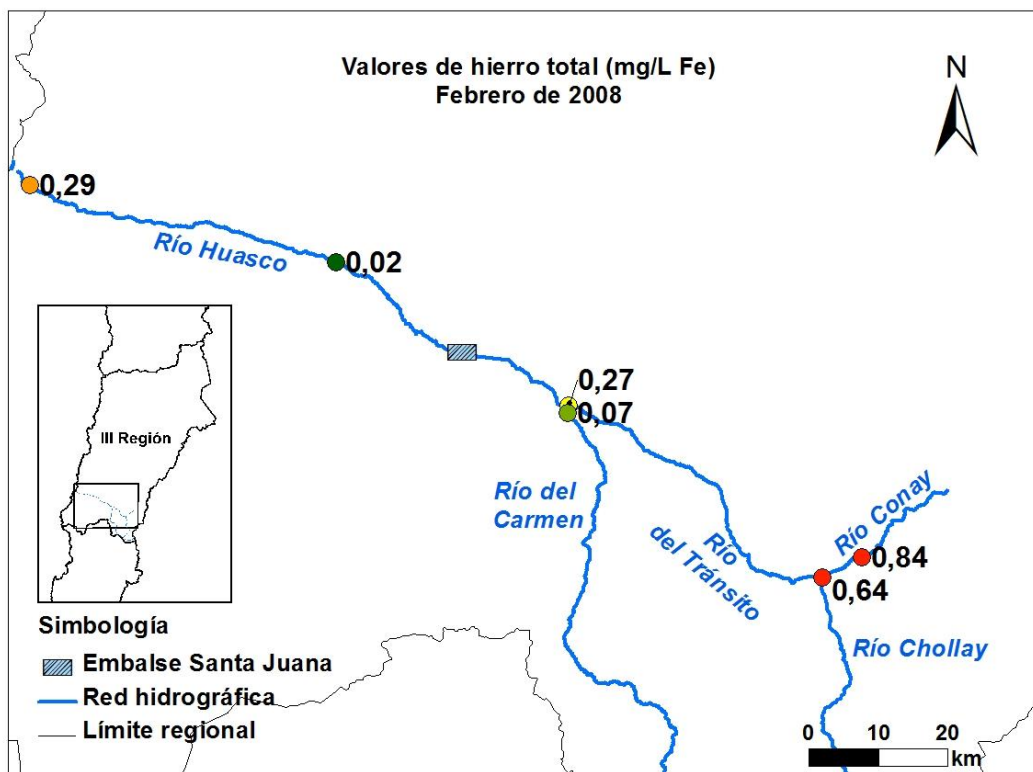 Valores de hierro total (mg/L Fe)
Febrero de 2008
N
0,29
Río Huasco
0,02
0,27
0,07
III Región
Río del
Carmen
Río
del Tránsito
Río Conay
0,84
0,64
Río Chollay
Simbología
Embalse Santa Juana
Red hidrográfica
Límite regional
0 10 20
km